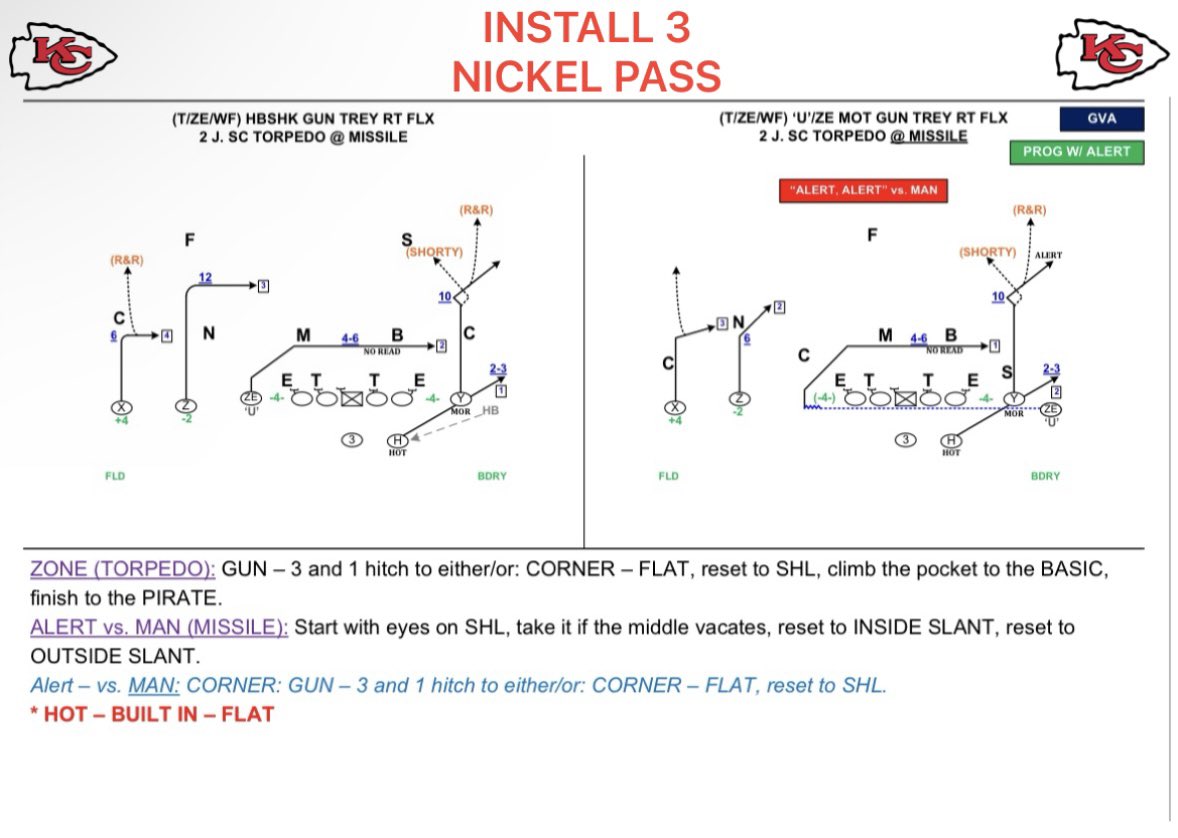 KC
INSTALL 3
KC
NICKEL PASS
(T/ZE/WF) HBSHK GUN TREY RT FLX
2 J. SC TORPEDO @ MISSILE
(R&R)
F
S
(SHORTY)
(R&R)
12
3
10
C
6
4
N
M
4-6
B
2
C
NO READ
2-3
E
T
T
E
1
X
+4
Z
-2
ZE
'U'
-4-
-4-
Y
MOR
HB
3
H
HOT
FLD
BDRY
(T/ZE/WF) 'U'/ZE MOT GUN TREY RT FLX
2 J. SC TORPEDO @ MISSILE
GVA
PROG W/ ALERT
"ALERT, ALERT" vs. MAN
(R&R)
F
(SHORTY)
ALERT
10
2
3
N
6
M
4-6
B
1
NO READ
C
C
S
2-3
E
T
T
E
2
X
+4
Z
-2
(-4-)
-4-
Y
MOR
ZE
'U'
3
H
HOT
FLD
BDRY
ZONE (TORPEDO): GUN – 3 and 1 hitch to either/or: CORNER – FLAT, reset to SHL, climb the pocket to the BASIC,
finish to the PIRATE.
ALERT vs. MAN (MISSILE): Start with eyes on SHL, take it if the middle vacates, reset to INSIDE SLANT, reset to
OUTSIDE SLANT.
Alert – vs. MAN: CORNER: GUN – 3 and 1 hitch to either/or: CORNER – FLAT, reset to SHL.
* HOT – BUILT IN – FLAT